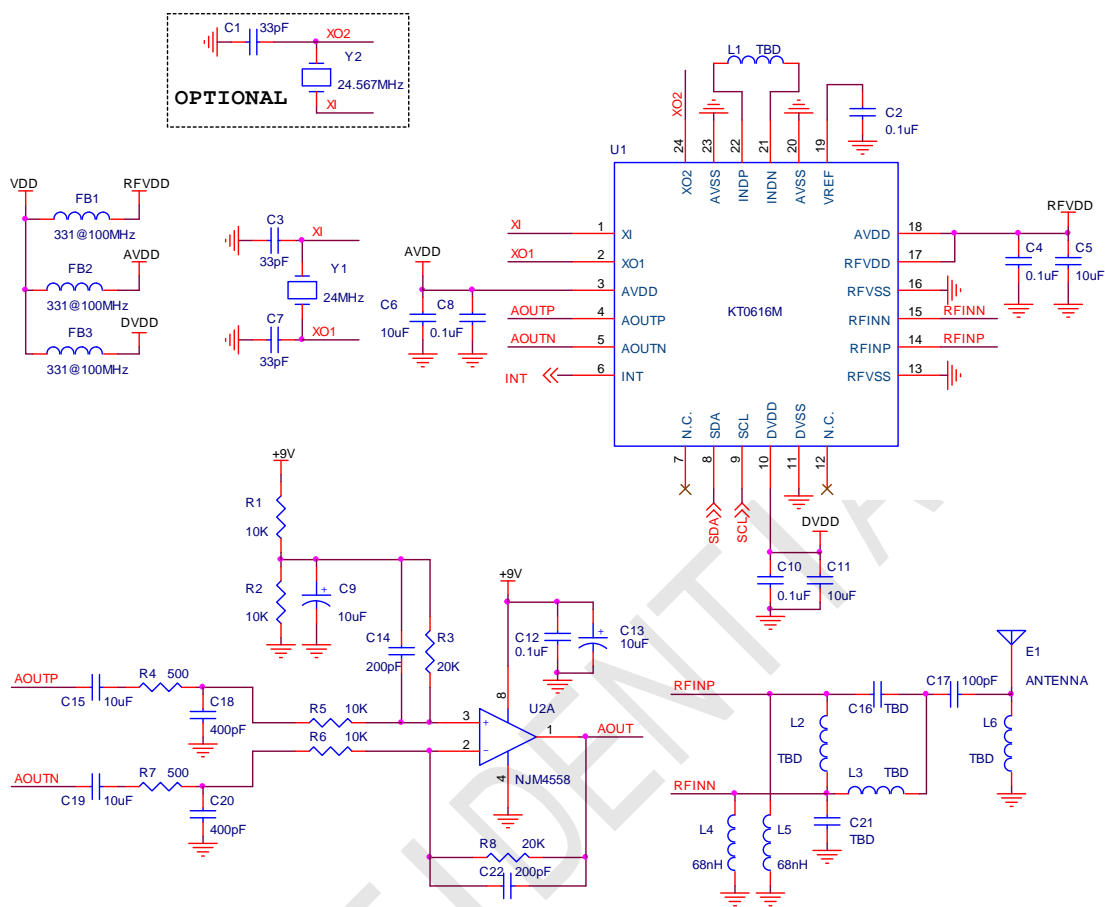 C1
33pF
XO2
Y2
24.567MHz
OPTIONAL
XI
L1 TBD
XO2
C2
0.1uF
U1
24
23
22
21
20
19
XO2
AVSS
INDP
INDN
AVSS
VREF
VDD
RFVDD
FB1
331@100MHz
AVDD
FB2
331@100MHz
DVDD
FB3
331@100MHz
C3
33pF
XI
Y1
24MHz
C7
33pF
XO1
AVDD
C6
10uF
C8
0.1uF
XI
1
XI
XO1
2
XO1
3
AVDD
AOUTP
4
AOUTP
AOUTN
5
AOUTN
INT
6
INT
KT0616M
AVDD
18
RFVDD
17
RFVSS
16
RFINN
15
RFINN
RFINP
14
RFINP
RFVSS
13
RFVDD
C4
0.1uF
C5
10uF
N.C.
SDA
SCL
DVDD
DVSS
N.C.
7
8
9
10
11
12
SDA
SCL
DVDD
C10
0.1uF
C11
10uF
+9V
R1
10K
R2
10K
C9
10uF
C14
200pF
R3
20K
+9V
C12
0.1uF
C13
10uF
AOUTP
C15
10uF
R4 500
C18
400pF
R5 10K
R6 10K
3
2
8
1
4
U2A
NJM4558
AOUT
AOUTN
C19
10uF
R7 500
C20
400pF
R8 20K
C22 200pF
E1
ANTENNA
RFINP
C16
TBD
C17 100pF
L2
TBD
L6
TBD
RFINN
L3 TBD
C21
TBD
L4
68nH
L5
68nH